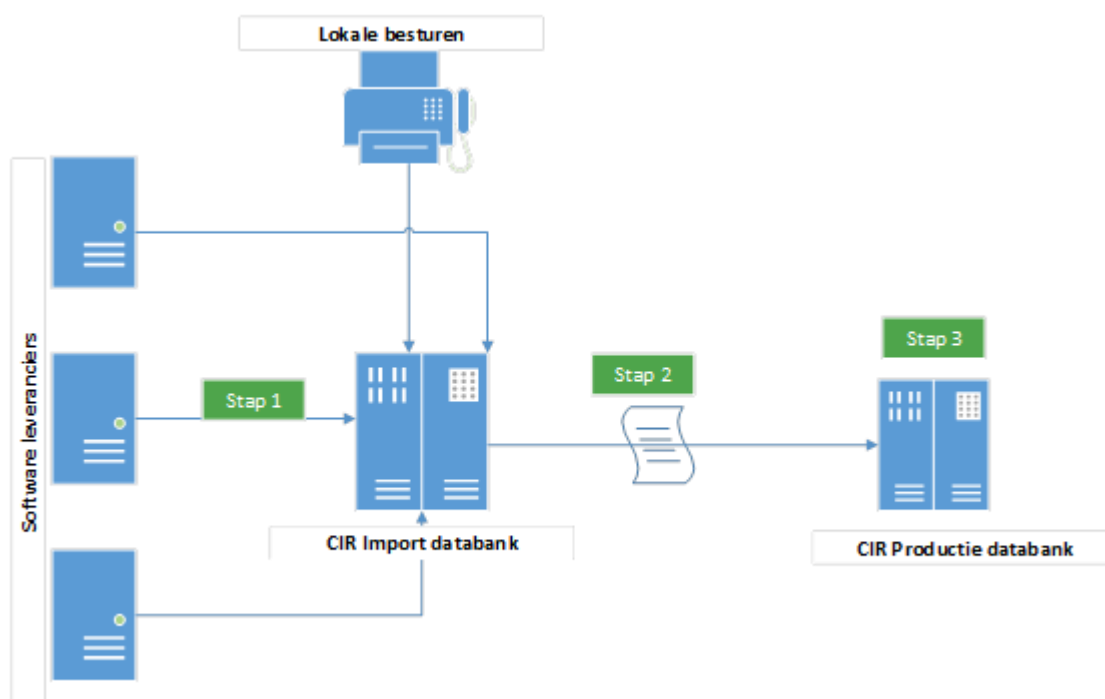 Lokale besturen
Software leveranciers
Stap 1
Stap 2
Stap 3
CIR Import databank
CIR Productie databank